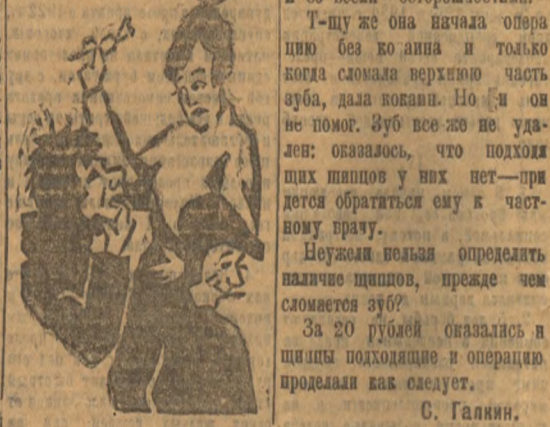 Т-щу же она начала опера
цию без ко аина и только
когда сломала верхнюю часть
зуба, дала кокаин. Но и он
не помог. Зуб все-же не уда-
лен: оказалось, что подходя
щих щипцов у них нет—при
дется обратиться ему к част-
ному врачу.
Неужели нельзя определить
наличие щипцов, прежде чем
сломается зуб?
За 20 рублей оказались и
щипцы подходящие и операцию
проделали как следует.
С. Галкин.